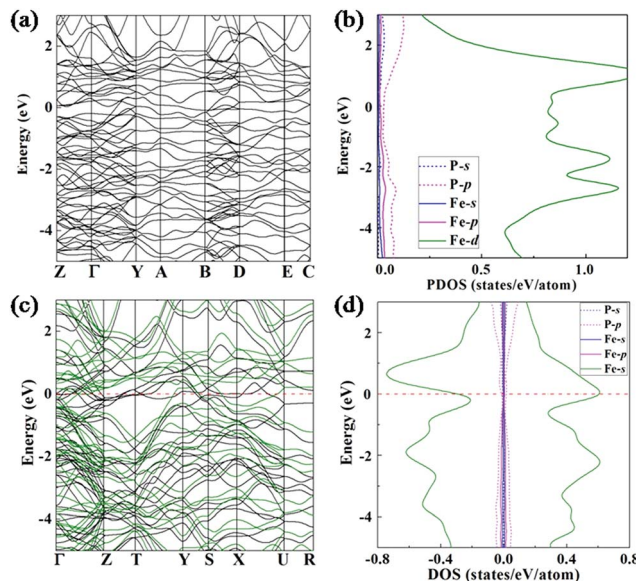 (a)
(b)
Energy (eV)
2
0
-2
-4
Z Γ Y A B D E C
Energy (eV)
2
0
-2
-4
P-s
P-p
Fe-s
Fe-p
Fe-d
0.0 0.5 1.0
PDOS (states/eV/atom)
(c)
(d)
Energy (eV)
2
0
-2
-4
Γ Z T Y S X U R
Energy (eV)
2
0
-2
-4
P-s
P-p
Fe-s
Fe-p
Fe-s
-0.8 -0.4 0.0 0.4 0.8
DOS (states/eV/atom)